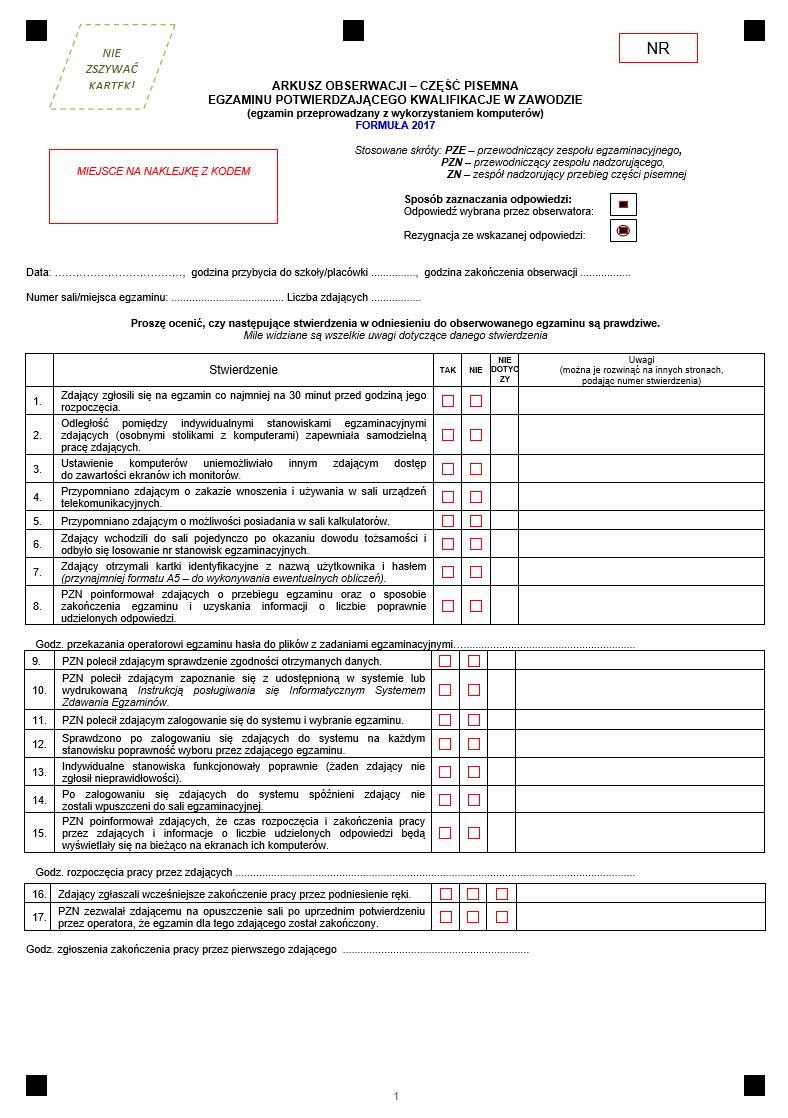 NIE
ZSZYWAĆ
KARTEK!
NR
ARKUSZ OBSERWACJI – CZĘŚĆ PISEMNA
EGZAMINU POTWIERDZAJĄCEGO KWALIFIKACJE W ZAWODZIE
(egzamin przeprowadzany z wykorzystaniem komputerów)
FORMUŁA 2017
MIEJSCE NA NAKLEJKĘ Z KODEM
Stosowane skróty: PZE – przewodniczący zespołu egzaminacyjnego,
PZN – przewodniczący zespołu nadzorującego,
ZN – zespół nadzorujący przebieg części pisemnej
Sposób zaznaczania odpowiedzi:
Odpowiedź wybrana przez obserwatora:
Rezygnacja ze wskazanej odpowiedzi:
Data: ………………………………, godzina przybycia do szkoły/placówki ..............., godzina zakończenia obserwacji .................
Numer sali/miejsca egzaminu: ...................................... Liczba zdających .................
Proszę ocenić, czy następujące stwierdzenia w odniesieniu do obserwowanego egzaminu są prawdziwe.
Mile widziane są wszelkie uwagi dotyczące danego stwierdzenia
Stwierdzenie TAK NIE NIE
DOTYC
ZY
Uwagi
(można je rozwinąć na innych stronach,
podając numer stwierdzenia)
1. Zdający zgłosili się na egzamin co najmniej na 30 minut przed godziną jego
rozpoczęcia.
2. Odległość pomiędzy indywidualnymi stanowiskami egzaminacyjnymi
zdających (osobnymi stolikami z komputerami) zapewniała samodzielną
pracę zdających.
3. Ustawienie komputerów uniemożliwiało innym zdającym dostęp
do zawartości ekranów ich monitorów.
4. Przypomniano zdającym o zakazie wnoszenia i używania w sali urządzeń
telekomunikacyjnych.
5. Przypomniano zdającym o możliwości posiadania w sali kalkulatorów.
6. Zdający wchodzili do sali pojedynczo po okazaniu dowodu tożsamości i
odbyło się losowanie nr stanowisk egzaminacyjnych.
7. Zdający otrzymali kartki identyfikacyjne z nazwą użytkownika i hasłem
(przynajmniej formatu A5 – do wykonywania ewentualnych obliczeń).
8. PZN poinformował zdających o przebiegu egzaminu oraz o sposobie
zakończenia egzaminu i uzyskania informacji o liczbie poprawnie
udzielonych odpowiedzi.
Godz. przekazania operatorowi egzaminu hasła do plików z zadaniami egzaminacyjnymi…...........................................................
9. PZN polecił zdającym sprawdzenie zgodności otrzymanych danych.
10. PZN polecił zdającym zapoznanie się z udostępnioną w systemie lub
wydrukowaną Instrukcją posługiwania się Informatycznym Systemem
Zdawania Egzaminów.
11. PZN polecił zdającym zalogowanie się do systemu i wybranie egzaminu.
12. Sprawdzono po zalogowaniu się zdających do systemu na każdym
stanowisku poprawność wyboru przez zdającego egzaminu.
13. Indywidualne stanowiska funkcjonowały poprawnie (żaden zdający nie
zgłosił nieprawidłowości).
14. Po zalogowaniu się zdających do systemu spóźnieni zdający nie
zostali wpuszczeni do sali egzaminacyjnej.
15. PZN poinformował zdających, że czas rozpoczęcia i zakończenia pracy
przez zdających i informacje o liczbie udzielonych odpowiedzi będą
wyświetlały się na bieżąco na ekranach ich komputerów.
Godz. rozpoczęcia pracy przez zdających .......................................................................................................................................
16. Zdający zgłaszali wcześniejsze zakończenie pracy przez podniesienie ręki.
17. PZN zezwalał zdającemu na opuszczenie sali po uprzednim potwierdzeniu
przez operatora, że egzamin dla tego zdającego został zakończony.
Godz. zgłoszenia zakończenia pracy przez pierwszego zdającego ...............................................................
1